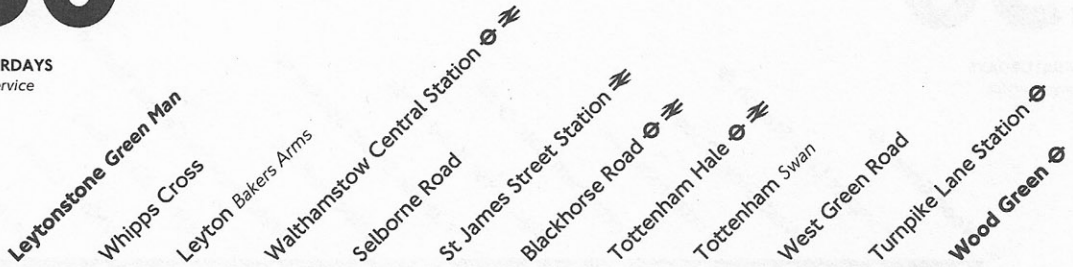 RDAYS
ervice
Leytonstone Green Man
Whipps Cross
Leyton Bakers Arms
Walthamstow Central Station
Selborne Road
St James Street Station
Blackhorse Road
Tottenham Hale
Tottenham Swan
West Green Road
Turnpike Lane Station
Wood Green